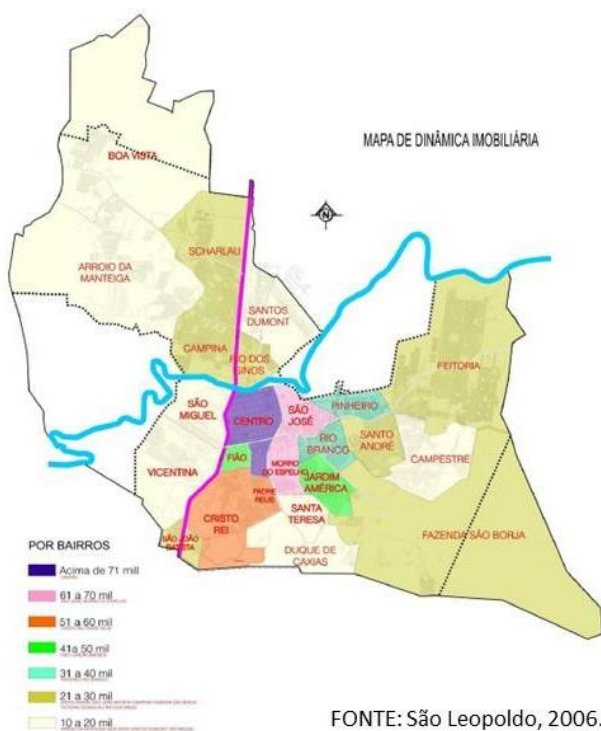 MAPA DE DINÂMICA IMOBILIÁRIA
N
BOA VISTA
SCHARLAU
ARROIO DA
MANTEIGA
SANTOS
DUMONT
CAMPINA
RIO DOS
SINOS
FEITORIA
SÃO
MIGUEL
CENTRO
SÃO
JOSÉ
PINHEIRO
RIO
BRANCO
SANTO
ANDRÉ
FIÃO
MORRO
DO ESPELHO
CAMPESTRE
VICENTINA
JARDIM
AMÉRICA
PADRE
REUS
SANTA
TERESA
CRISTO
REI
FAZENDA SÃO BORJA
SÃO JOÃO
BATISTA
DUQUE DE
CAXIAS
POR BAIRROS
Acima de 71 mil
61 a 70 mil
51 a 60 mil
41a 50 mil
31 a 40 mil
21 a 30 mil
10 a 20 mil
FONTE: São Leopoldo, 2006.